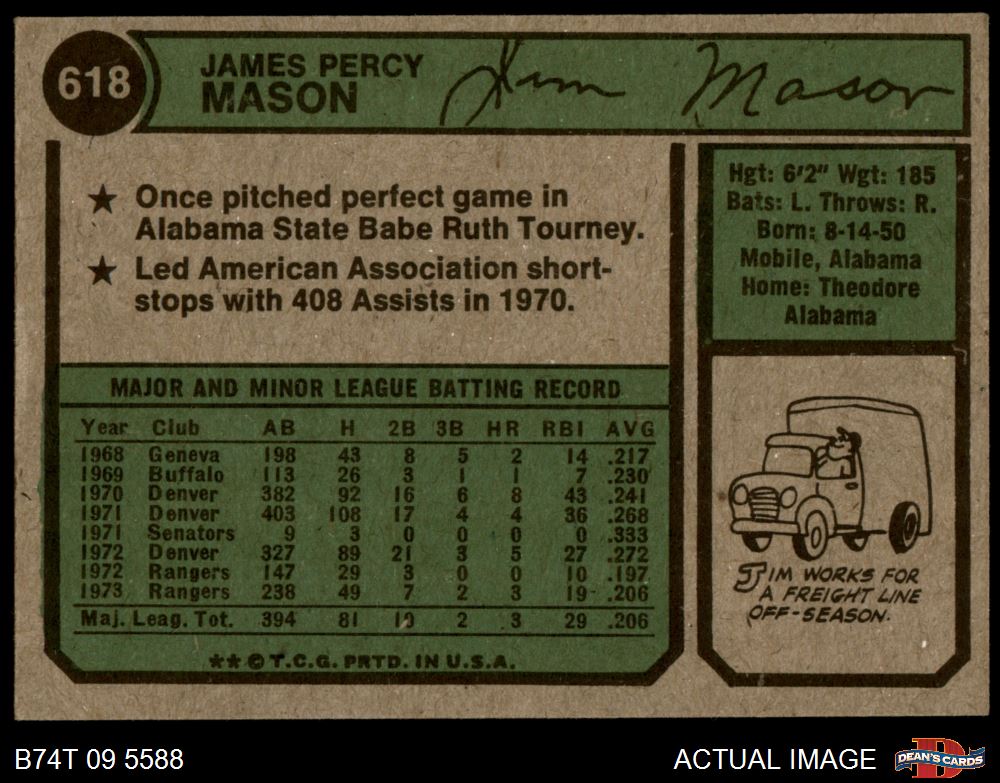 618
JAMES PERCY
MASON
Jim Mason
★ Once pitched perfect game in
Alabama State Babe Ruth Tourney.
★ Led American Association short-
stops with 408 Assists in 1970.
Hgt: 6'2" Wgt: 185
Bats: L. Throws: R.
Born: 8-14-50
Mobile, Alabama
Home: Theodore
Alabama
MAJOR AND MINOR LEAGUE BATTING RECORD
Year Club AB H 2B 3B HR RBI AVG
1968 Geneva 198 43 8 5 2 14 .217
1969 Buffalo 113 26 3 1 1 7 .230
1970 Denver 382 92 16 6 8 43 .241
1971 Denver 403 108 17 4 4 36 .268
1971 Senators 9 3 0 0 0 0 .333
1972 Denver 327 89 21 3 5 27 .272
1972 Rangers 147 29 3 0 0 10 .197
1973 Rangers 238 49 7 2 3 19 .206
Maj. Leag. Tot. 394 81 10 2 3 29 .206
★★ © T.C.G. PRTD. IN U.S.A.
JIM WORKS FOR
A FREIGHT LINE
OFF-SEASON.
B74T 09 5588
ACTUAL IMAGE
D
DEAN'S CARDS